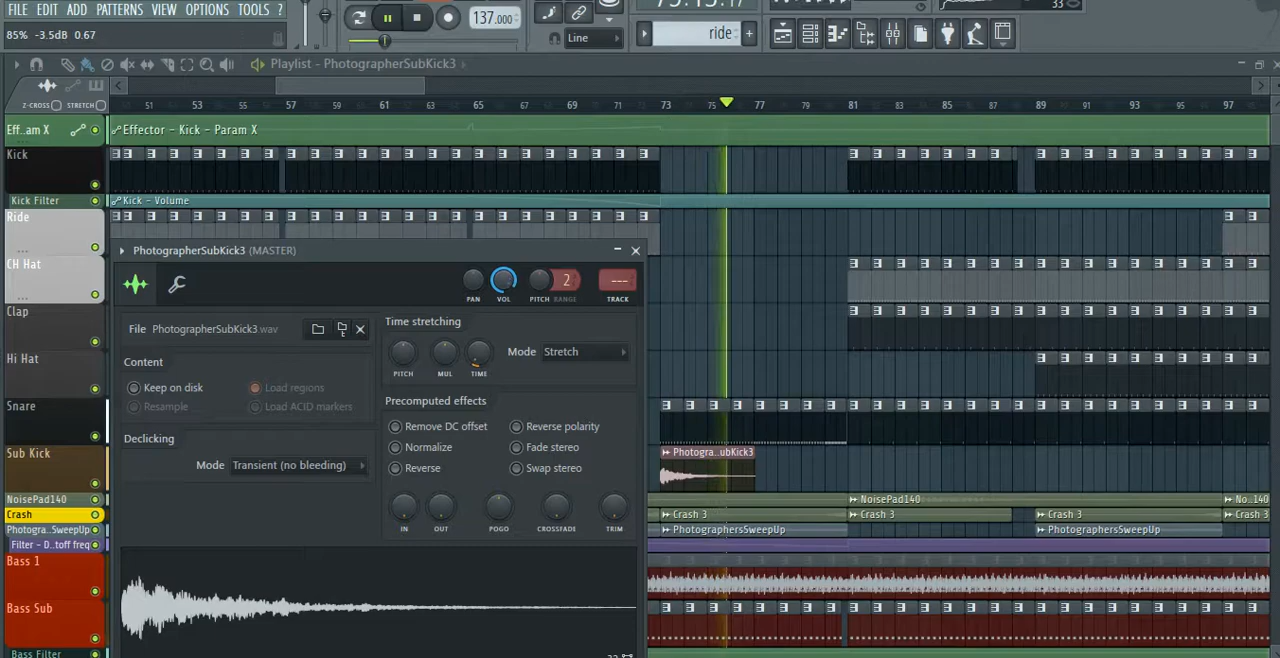 FILE EDIT ADD PATTERNS VIEW OPTIONS TOOLS ?
85% -3.5dB 0.67
137.000
Line
ride
33
Playlist - PhotographerSubKick3
Z-CROSS STRETCH
51 53 55 57 59 61 63 65 67 69 71 73 75 77 79 81 83 85 87 89 91 93 95 97
Eff..am X
Effector - Kick - Param X
Kick
Kick Filter
Kick - Volume
Ride
CH Hat
Clap
Hi Hat
Snare
Sub Kick
Photogra..ubKick3
NoisePad140
NoisePad140
No..140
Crash
Crash 3
Crash 3
Crash 3
Crash 3
Photogra..SweepUp
PhotographersSweepUp
PhotographersSweepUp
Filter - D..toff freq
Bass 1
Bass Sub
Bass Filter
PhotographerSubKick3 (MASTER)
PAN VOL PITCH RANGE TRACK
2
---
File PhotographerSubKick3.wav
Content
Keep on disk
Load regions
Resample
Load ACID markers
Declicking
Mode Transient (no bleeding)
Time stretching
PITCH MUL TIME
Mode Stretch
Precomputed effects
Remove DC offset
Reverse polarity
Normalize
Fade stereo
Reverse
Swap stereo
IN OUT POGO CROSSFADE TRIM